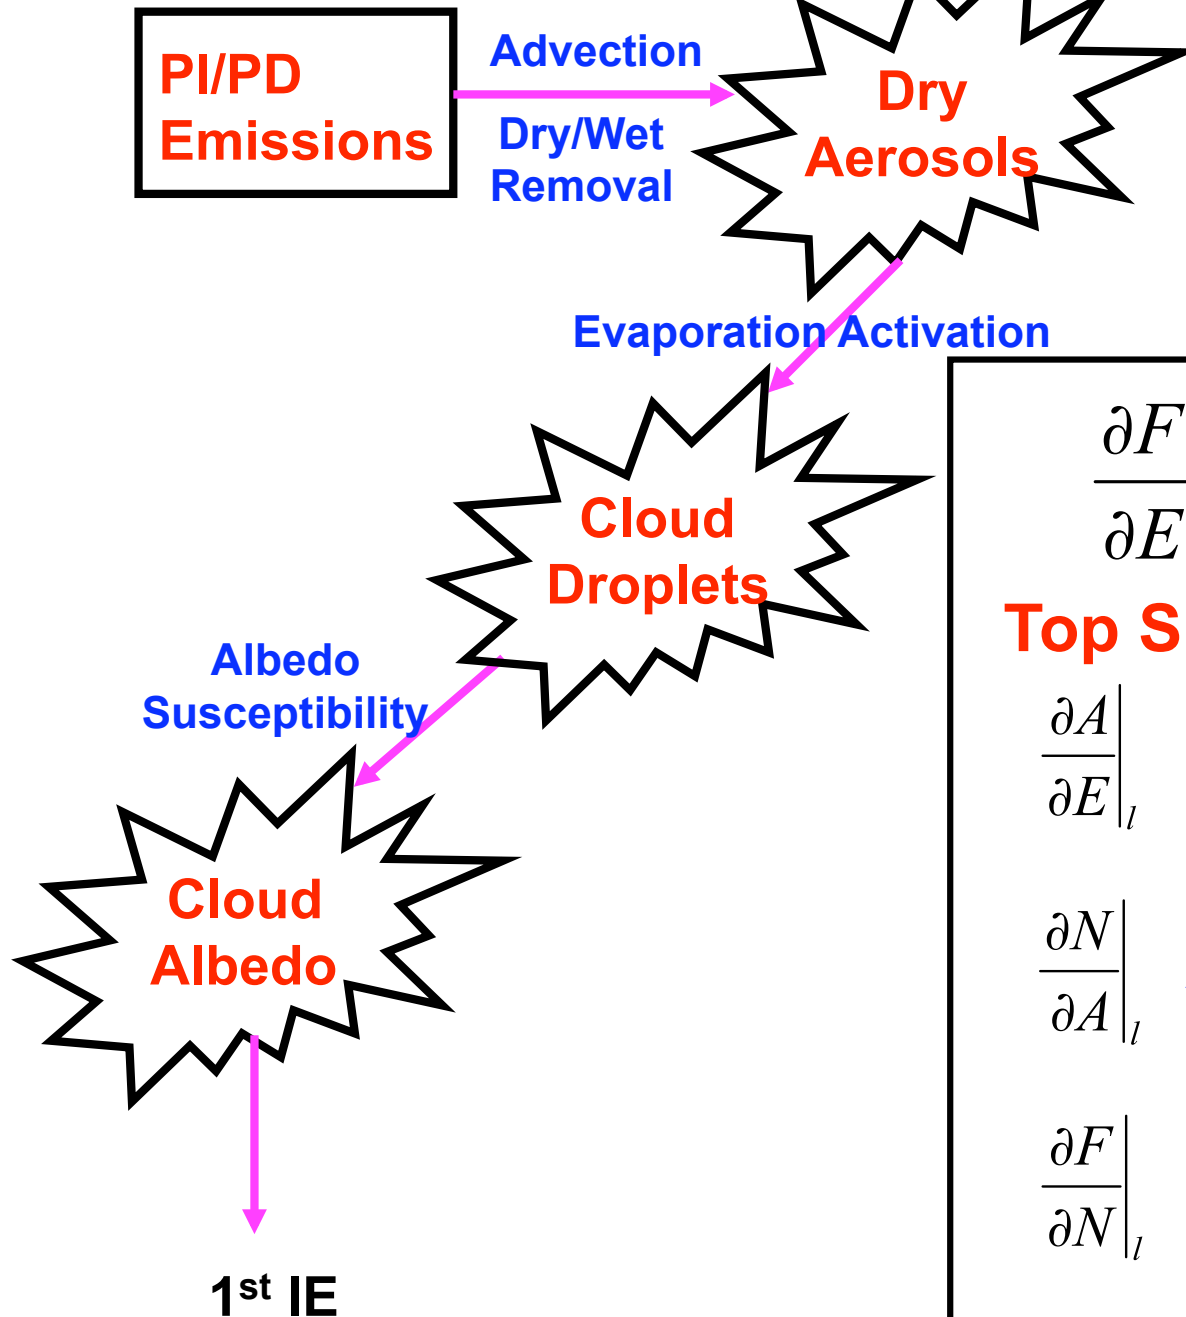 PI/PD
Emissions
Advection
Dry/Wet
Removal
Dry
Aerosols
Evaporation Activation
Cloud
Droplets
Albedo
Susceptibility
Cloud
Albedo
1st IE
∂F
∂E
Top S
∂A
∂E l
∂N
∂A l
∂F
∂N l